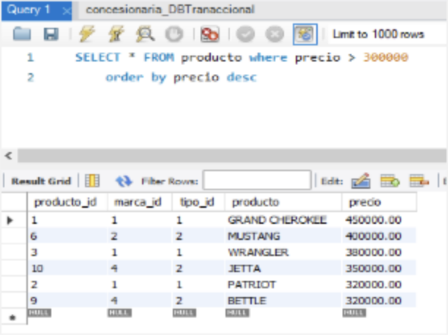 Query 1 concesionaria_DBTranaccional
Limit to 1000 rows
1 SELECT * FROM producto where precio > 300000
2 order by precio desc
Result Grid Filter Rows: Edit:
producto_id marca_id tipo_id producto precio
1 1 1 GRAND CHEROKEE 450000.00
6 2 2 MUSTANG 400000.00
3 1 1 WRANGLER 380000.00
10 4 2 JETTA 350000.00
2 1 1 PATRIOT 320000.00
9 4 2 BETTLE 320000.00
NULL NULL NULL NULL NULL